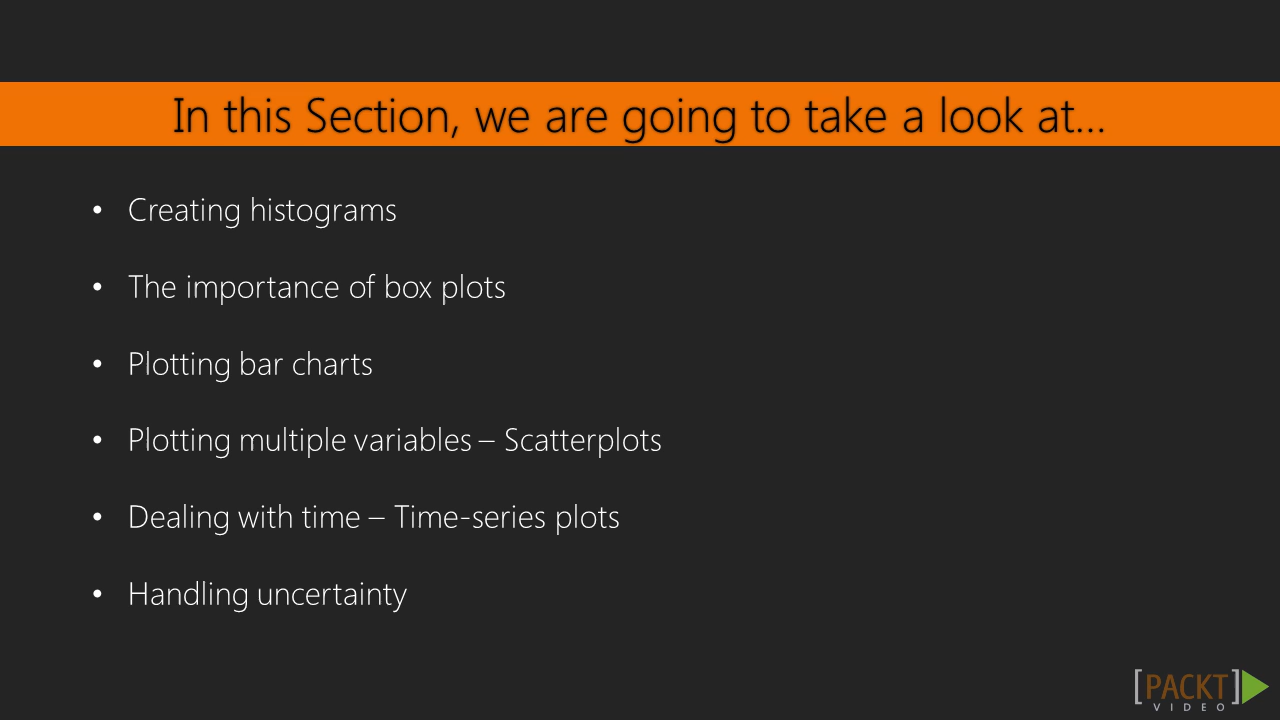 In this Section, we are going to take a look at...
• Creating histograms
• The importance of box plots
• Plotting bar charts
• Plotting multiple variables – Scatterplots
• Dealing with time – Time-series plots
• Handling uncertainty
[PACKT]
VIDEO